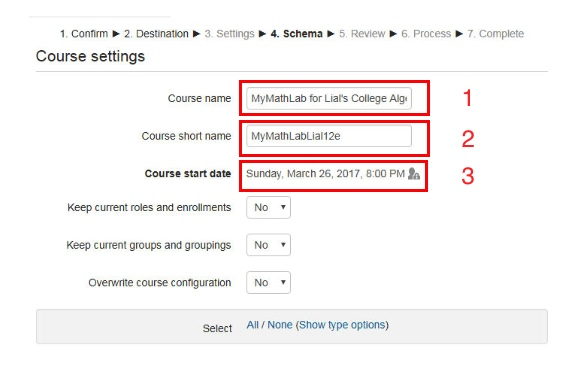 1. Confirm ► 2. Destination ► 3. Settings ► 4. Schema ► 5. Review ► 6. Process ► 7. Complete
Course settings
Course name MyMathLab for Lial's College Alg 1
Course short name MyMathLabLial12e 2
Course start date Sunday, March 26, 2017, 8:00 PM 3
Keep current roles and enrollments No ▼
Keep current groups and groupings No ▼
Overwrite course configuration No ▼
Select All / None (Show type options)